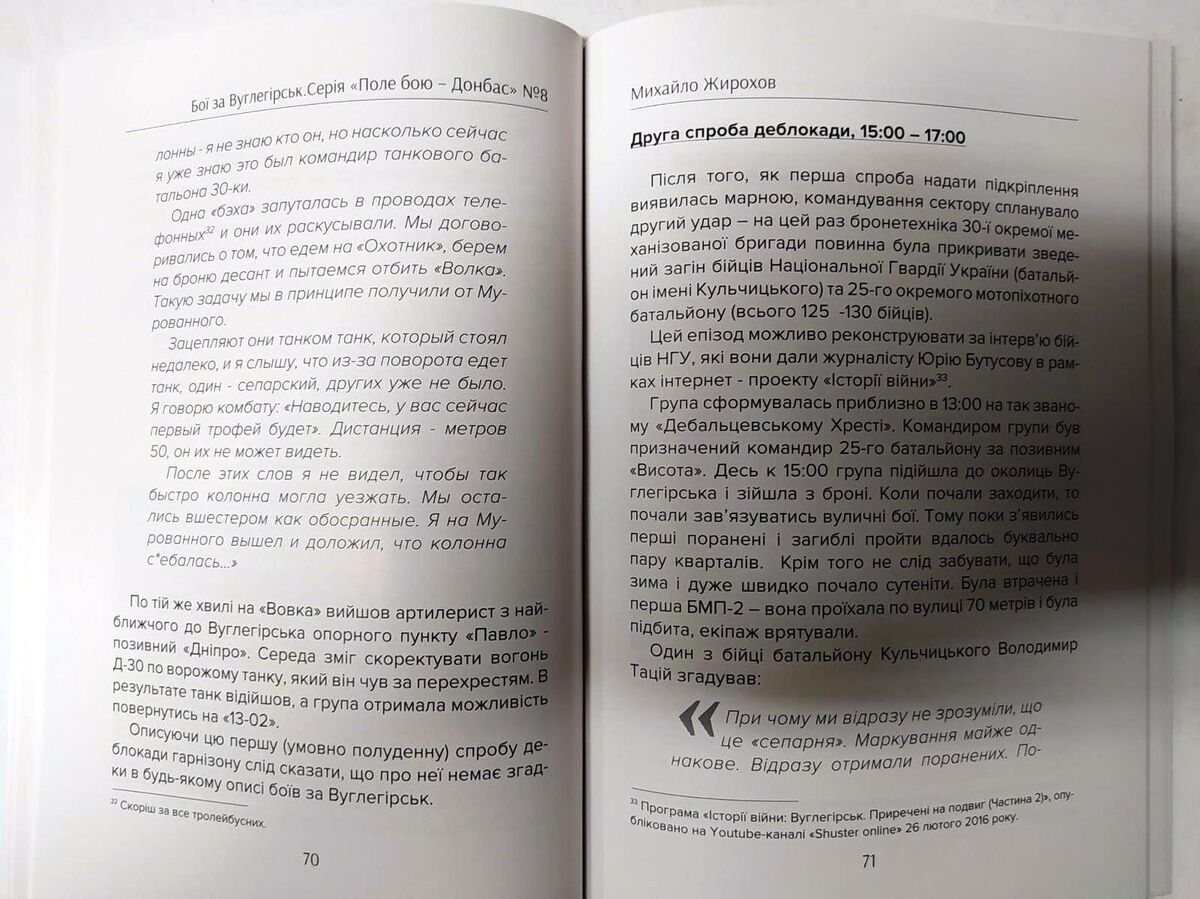 Бої за Вуглегірськ.Серія «Поле бою – Донбас» №8
лонны - я не знаю кто он, но насколько сейчас
я уже знаю это был командир танкового ба-
тальона 30-ки.
Одна «бэха» запуталась в проводах теле-
фонных³² и они их раскусывали. Мы догово-
ривались о том, что едем на «Охотник», берем
на броню десант и пытаемся отбить «Волка».
Такую задачу мы в принципе получили от Му-
рованного.
Зацепляют они танком танк, который стоял
недалеко, и я слышу, что из-за поворота едет
танк, один - сепарский, других уже не было.
Я говорю комбату: «Наводитесь, у вас сейчас
первый трофей будет». Дистанция - метров
50, он их не может видеть.
После этих слов я не видел, чтобы так
быстро колонна могла уезжать. Мы оста-
лись вшестером как обосранные. Я на Му-
рованного вышел и доложил, что колонна
с*ебалась...»
По тій же хвилі на «Вовка» вийшов артилерист з най-
ближчого до Вуглегірська опорного пункту «Павло» -
позивний «Дніпро». Середа зміг скоректувати вогонь
Д-30 по ворожому танку, який він чув за перехрестям. В
результате танк відійшов, а група отримала можливість
повернутись на «13-02».
Описуючи цю першу (умовно полуденну) спробу де-
блокади гарнізону слід сказати, що про неї немає згад-
ки в будь-якому описі боїв за Вуглегірськ.
³² Скоріш за все тролейбусних.
70
Михайло Жирохов
Друга спроба деблокади, 15:00 – 17:00
Після того, як перша спроба надати підкріплення
виявилась марною, командування сектору спланувало
другий удар – на цей раз бронетехніка 30-ї окремої ме-
ханізованої бригади повинна була прикривати зведе-
ний загін бійців Національної Гвардії України (батальй-
он імені Кульчицького) та 25-го окремого мотопіхотного
батальйону (всього 125 -130 бійців).
Цей епізод можливо реконструювати за інтерв'ю бій-
ців НГУ, які вони дали журналісту Юрію Бутусову в рам-
ках інтернет - проекту «Історії війни»³³.
Група сформувалась приблизно в 13:00 на так звано-
му «Дебальцевському Хресті». Командиром групи був
призначений командир 25-го батальйону за позивним
«Висота». Десь к 15:00 група підійшла до околиць Ву-
глегірська і зійшла з броні. Коли почали заходити, то
почали зав'язуватись вуличні бої. Тому поки з'явились
перші поранені і загиблі пройти вдалось буквально
пару кварталів. Крім того не слід забувати, що була
зима і дуже швидко почало сутеніти. Була втрачена і
перша БМП-2 – вона проїхала по вулиці 70 метрів і була
підбита, екіпаж врятували.
Один з бійці батальйону Кульчицького Володимир
Тацій згадував:
« При чому ми відразу не зрозуміли, що
це «сепарня». Маркування майже од-
накове. Відразу отримали поранених. По-
³³ Програма «Історії війни: Вуглегірськ. Приречені на подвиг (Частина 2)», опу-
бліковано на Youtube-каналі «Shuster online» 26 лютого 2016 року.
71